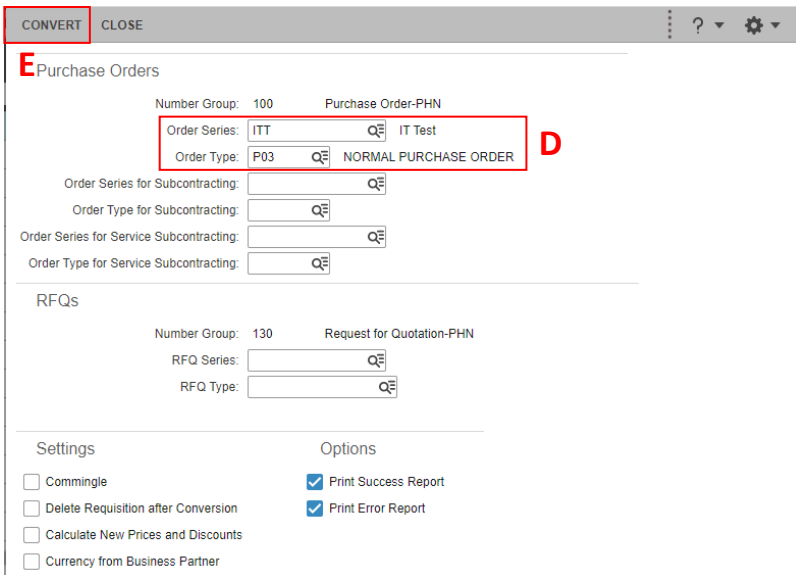 CONVERT CLOSE ?
E Purchase Orders
Number Group: 100 Purchase Order-PHN
Order Series: ITT IT Test
D
Order Type: P03 NORMAL PURCHASE ORDER
Order Series for Subcontracting:
Order Type for Subcontracting:
Order Series for Service Subcontracting:
Order Type for Service Subcontracting:
RFQs
Number Group: 130 Request for Quotation-PHN
RFQ Series:
RFQ Type:
Settings Options
Commingle Print Success Report
Delete Requisition after Conversion Print Error Report
Calculate New Prices and Discounts
Currency from Business Partner